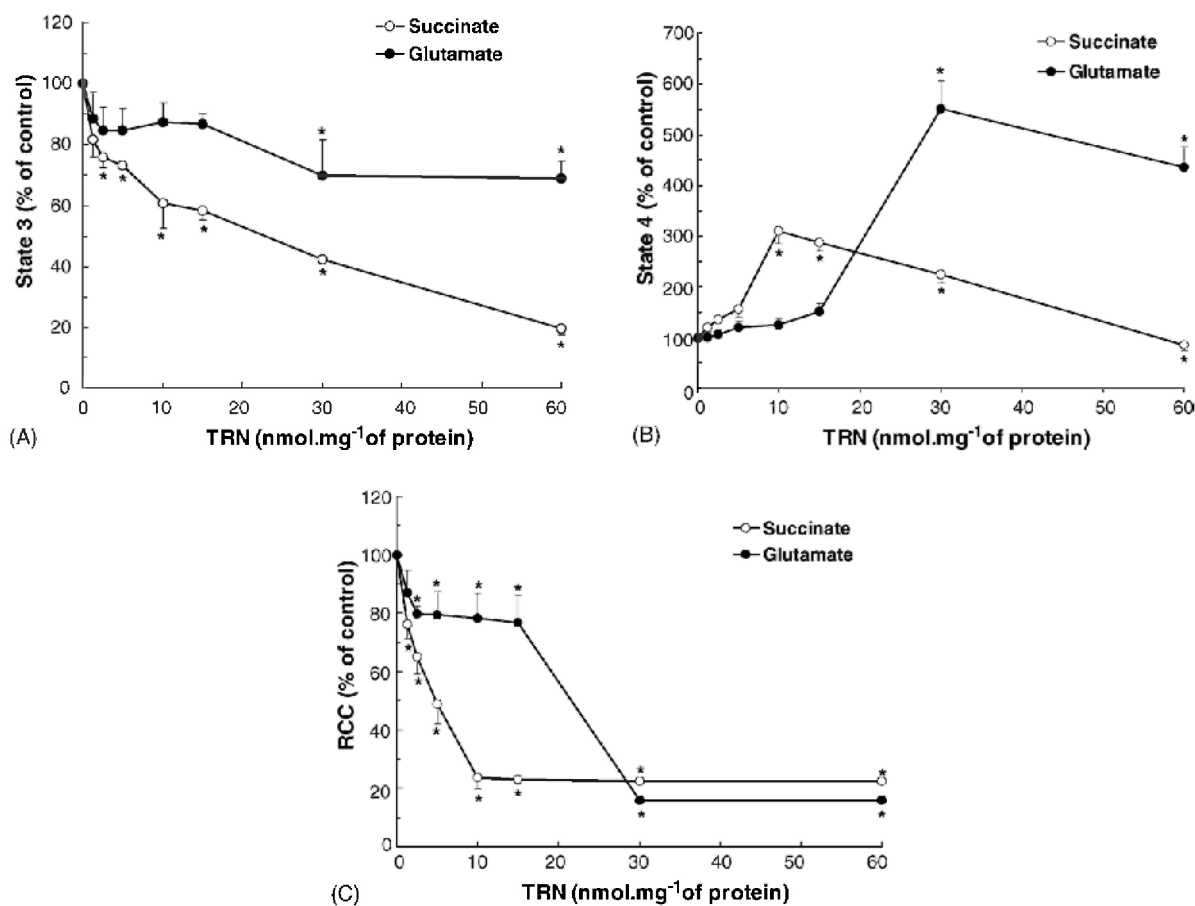 120
100
80
60
40
20
0
State 3 (% of control)
Succinate
Glutamate
*
*
*
*
*
*
*
*
0 10 20 30 40 50 60
(A)
TRN (nmol.mg⁻¹of protein)
700
600
500
400
300
200
100
0
State 4 (% of control)
Succinate
Glutamate
*
*
*
*
*
*
0 10 20 30 40 50 60
(B)
TRN (nmol.mg⁻¹of protein)
120
100
80
60
40
20
0
RCC (% of control)
Succinate
Glutamate
*
*
*
*
*
*
*
*
*
*
*
*
*
0 10 20 30 40 50 60
(C)
TRN (nmol.mg⁻¹of protein)